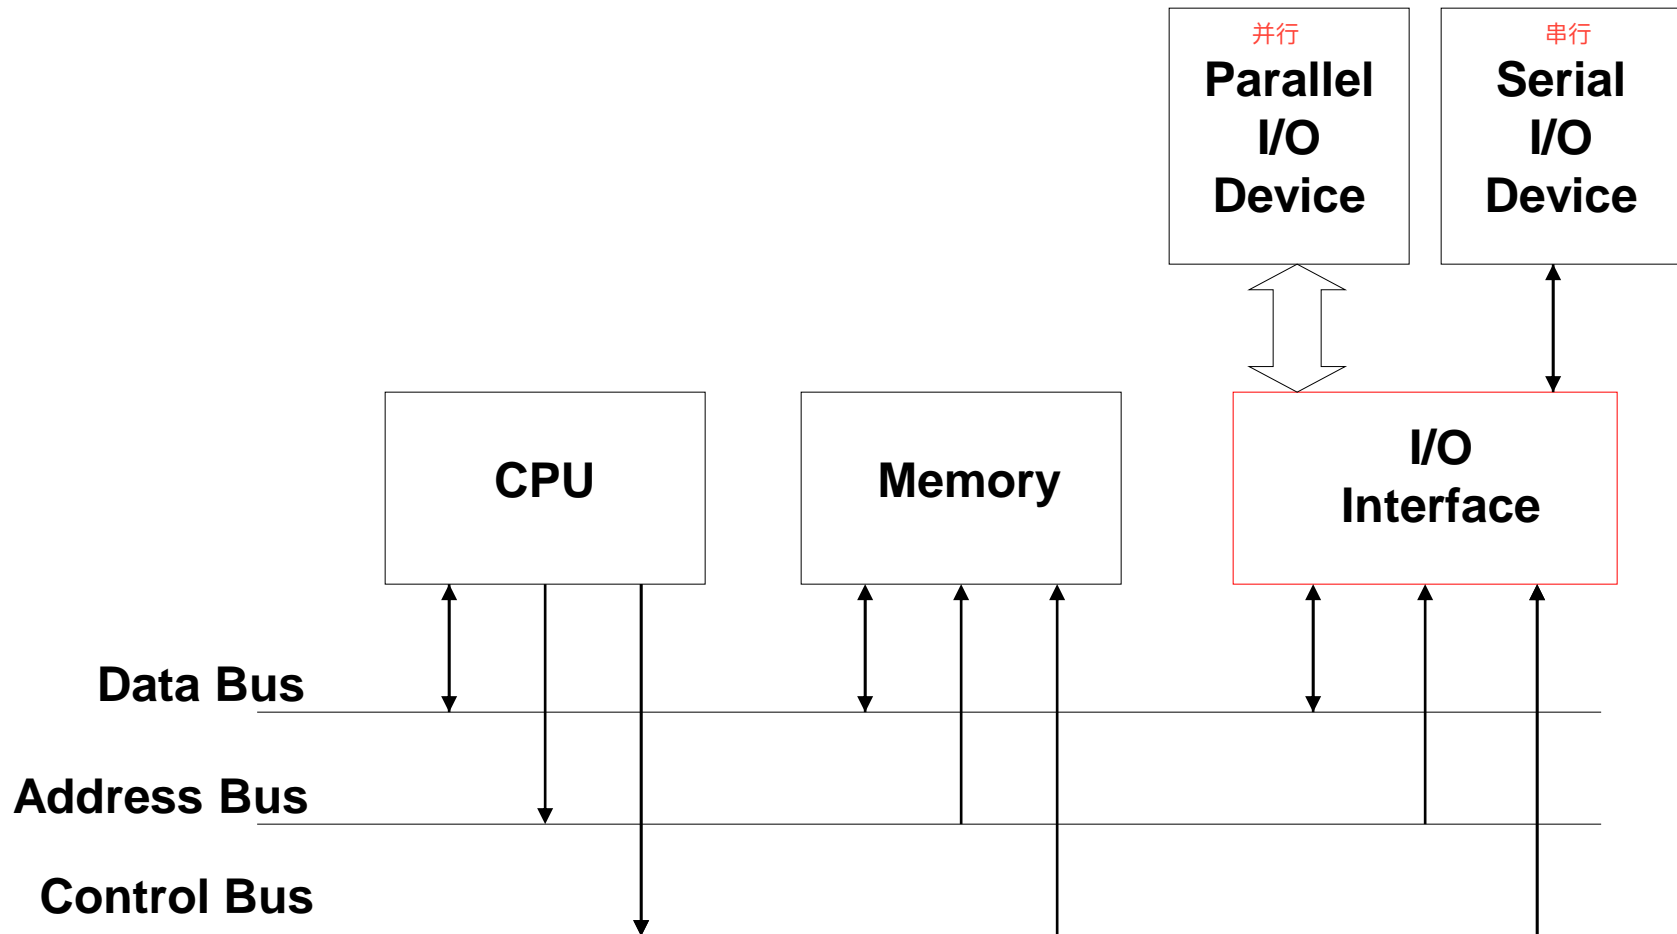 并行
Parallel
I/O
Device
串行
Serial
I/O
Device
CPU
Memory
I/O
Interface
Data Bus
Address Bus
Control Bus